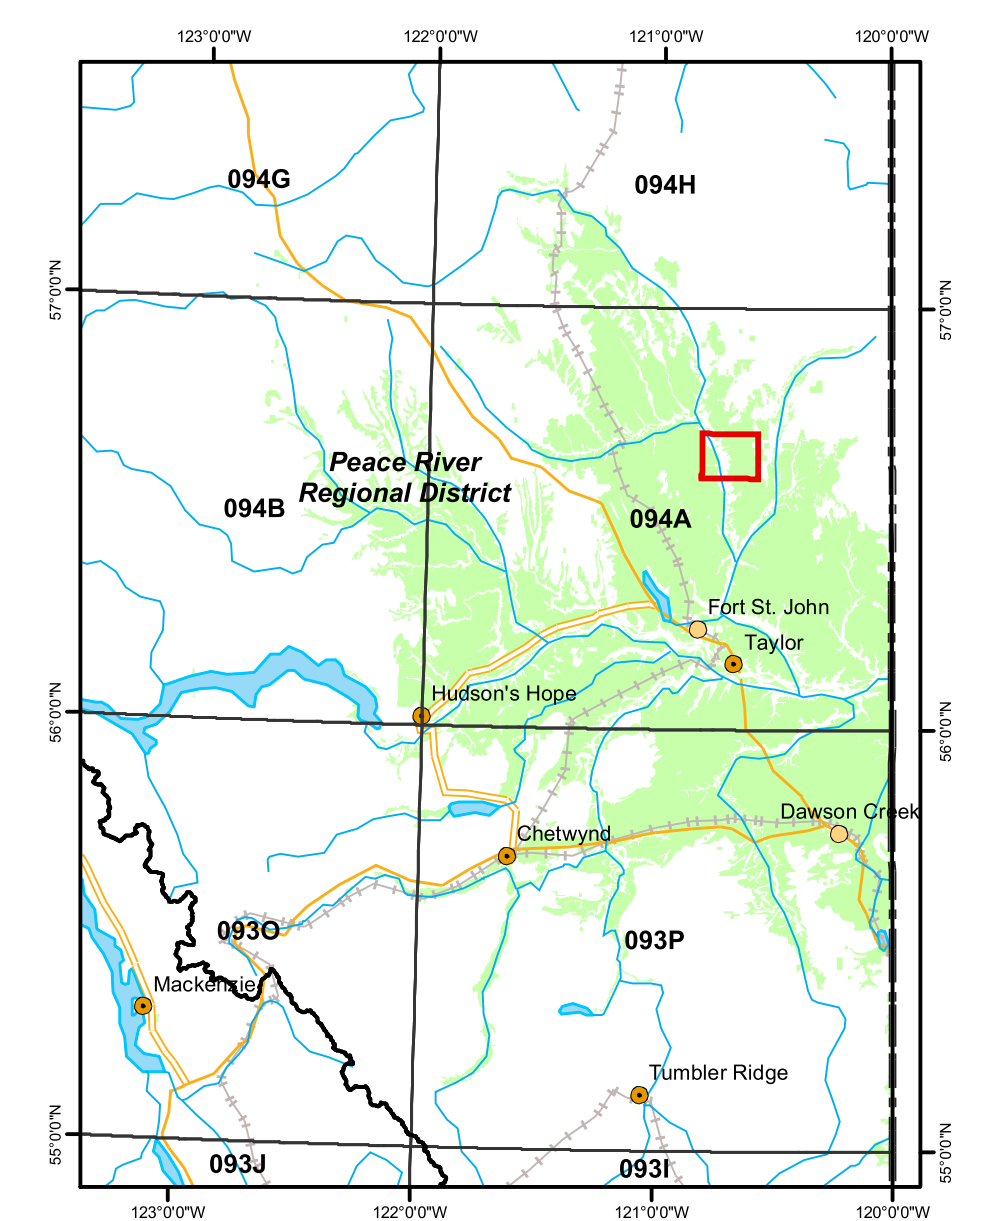 123°0'0"W 122°0'0"W 121°0'0"W 120°0'0"W
094G
094H
57°0'0"N
57°0'0"N
Peace River
Regional District
094B
094A
Fort St. John
Taylor
Hudson's Hope
56°0'0"N
56°0'0"N
Dawson Creek
Chetwynd
093O
093P
Mackenzie
Tumbler Ridge
55°0'0"N
55°0'0"N
093J
093I
123°0'0"W 122°0'0"W 121°0'0"W 120°0'0"W